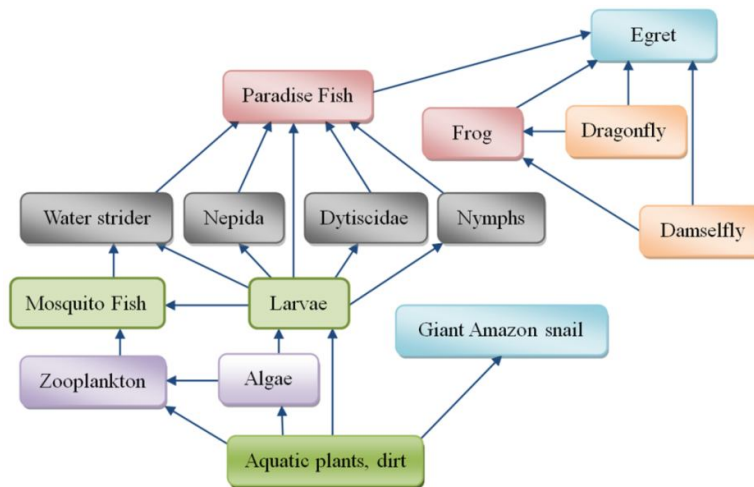 Egret
Paradise Fish
Frog
Dragonfly
Water strider
Nepida
Dytiscidae
Nymphs
Damselfly
Mosquito Fish
Larvae
Giant Amazon snail
Zooplankton
Algae
Aquatic plants, dirt